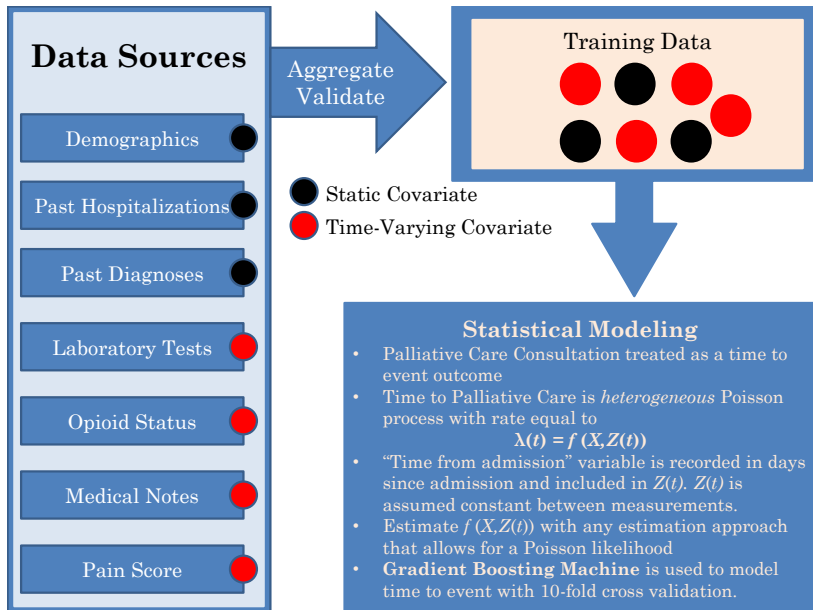 Data Sources
Demographics
Past Hospitalizations
Past Diagnoses
Laboratory Tests
Opioid Status
Medical Notes
Pain Score
Aggregate
Validate
Training Data
Static Covariate
Time-Varying Covariate
Statistical Modeling
• Palliative Care Consultation treated as a time to
event outcome
• Time to Palliative Care is heterogeneous Poisson
process with rate equal to
λ(t) = f (X,Z(t))
• “Time from admission” variable is recorded in days
since admission and included in Z(t). Z(t) is
assumed constant between measurements.
• Estimate f (X,Z(t)) with any estimation approach
that allows for a Poisson likelihood
• Gradient Boosting Machine is used to model
time to event with 10-fold cross validation.